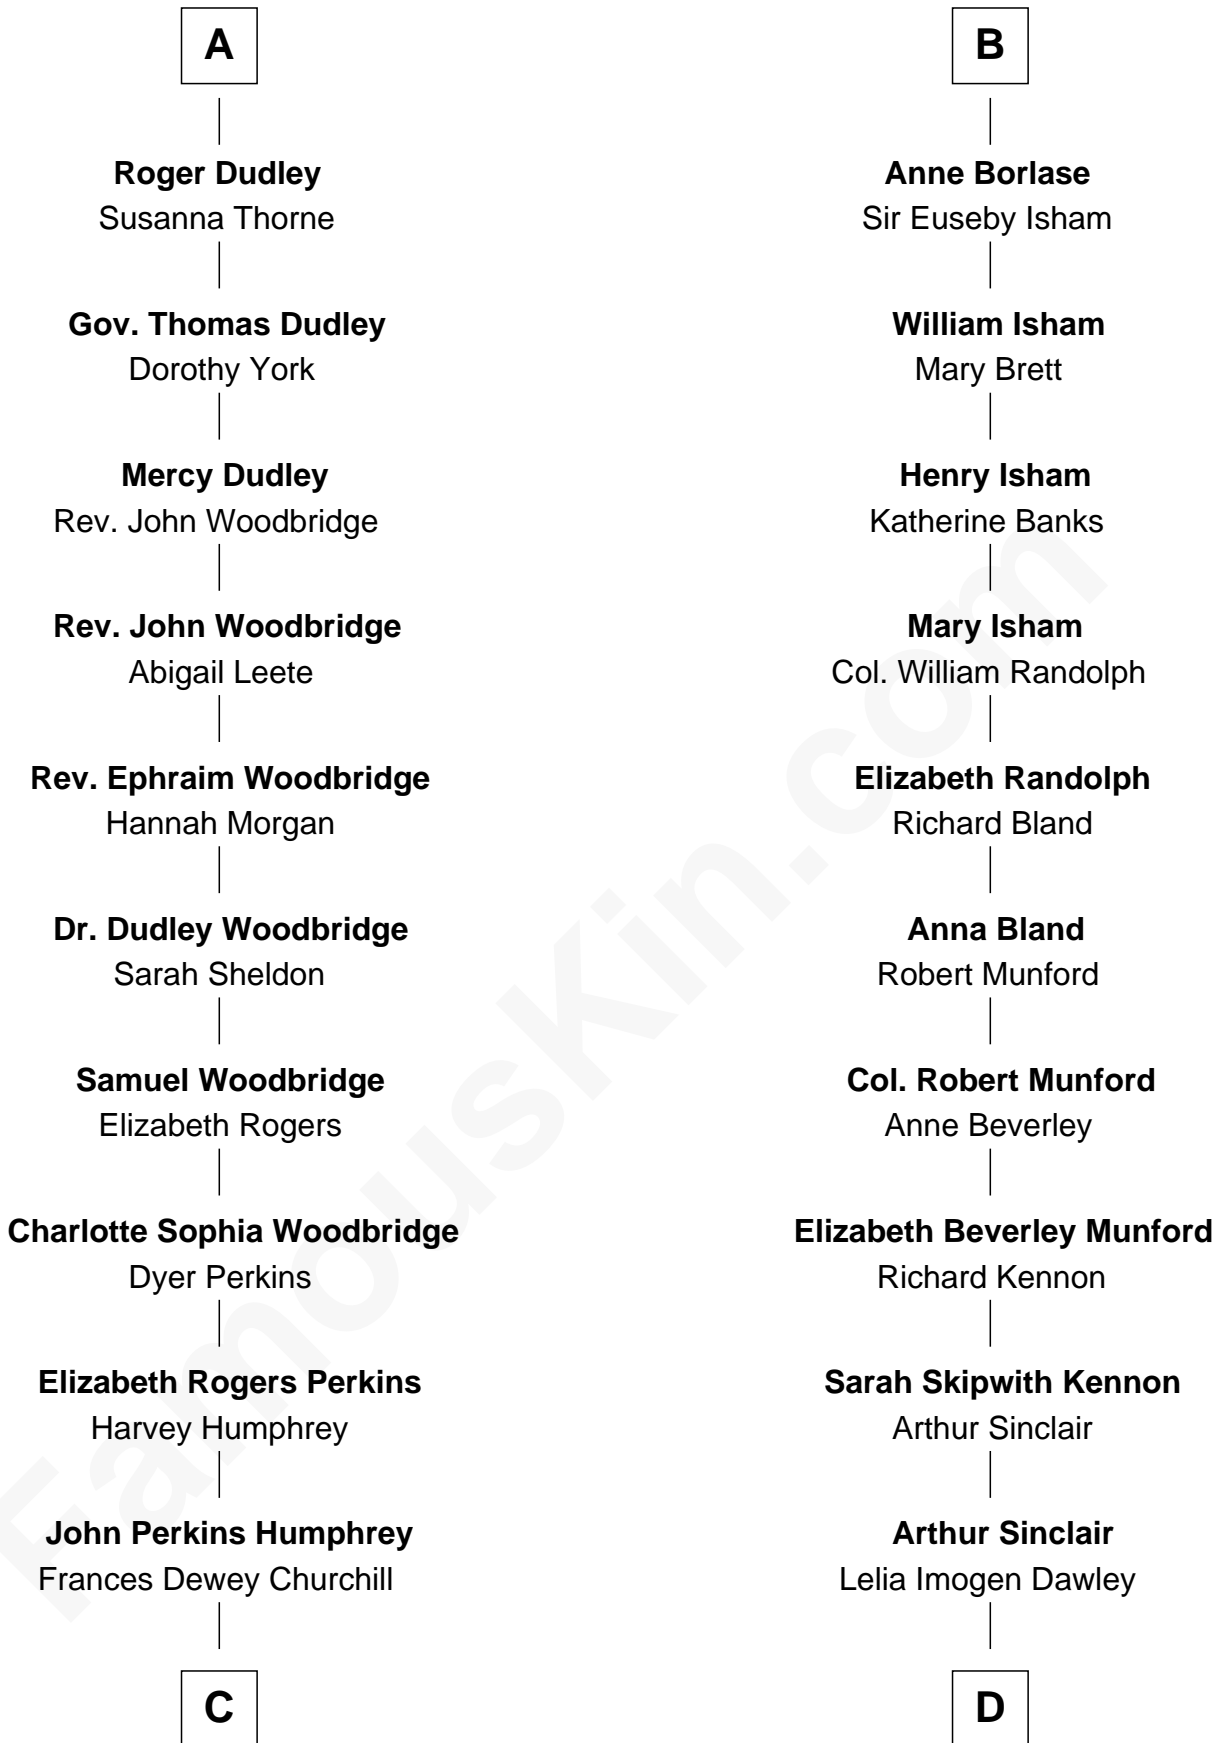 A
Roger Dudley
Susanna Thorne
Gov. Thomas Dudley
Dorothy York
Mercy Dudley
Rev. John Woodbridge
Rev. John Woodbridge
Abigail Leete
Rev. Ephraim Woodbridge
Hannah Morgan
Dr. Dudley Woodbridge
Sarah Sheldon
Samuel Woodbridge
Elizabeth Rogers
Charlotte Sophia Woodbridge
Dyer Perkins
Elizabeth Rogers Perkins
Harvey Humphrey
John Perkins Humphrey
Frances Dewey Churchill
C
B
Anne Borlase
Sir Euseby Isham
William Isham
Mary Brett
Henry Isham
Katherine Banks
Mary Isham
Col. William Randolph
Elizabeth Randolph
Richard Bland
Anna Bland
Robert Munford
Col. Robert Munford
Anne Beverley
Elizabeth Beverley Munford
Richard Kennon
Sarah Skipwith Kennon
Arthur Sinclair
Arthur Sinclair
Lelia Imogen Dawley
D
FamousKin.com